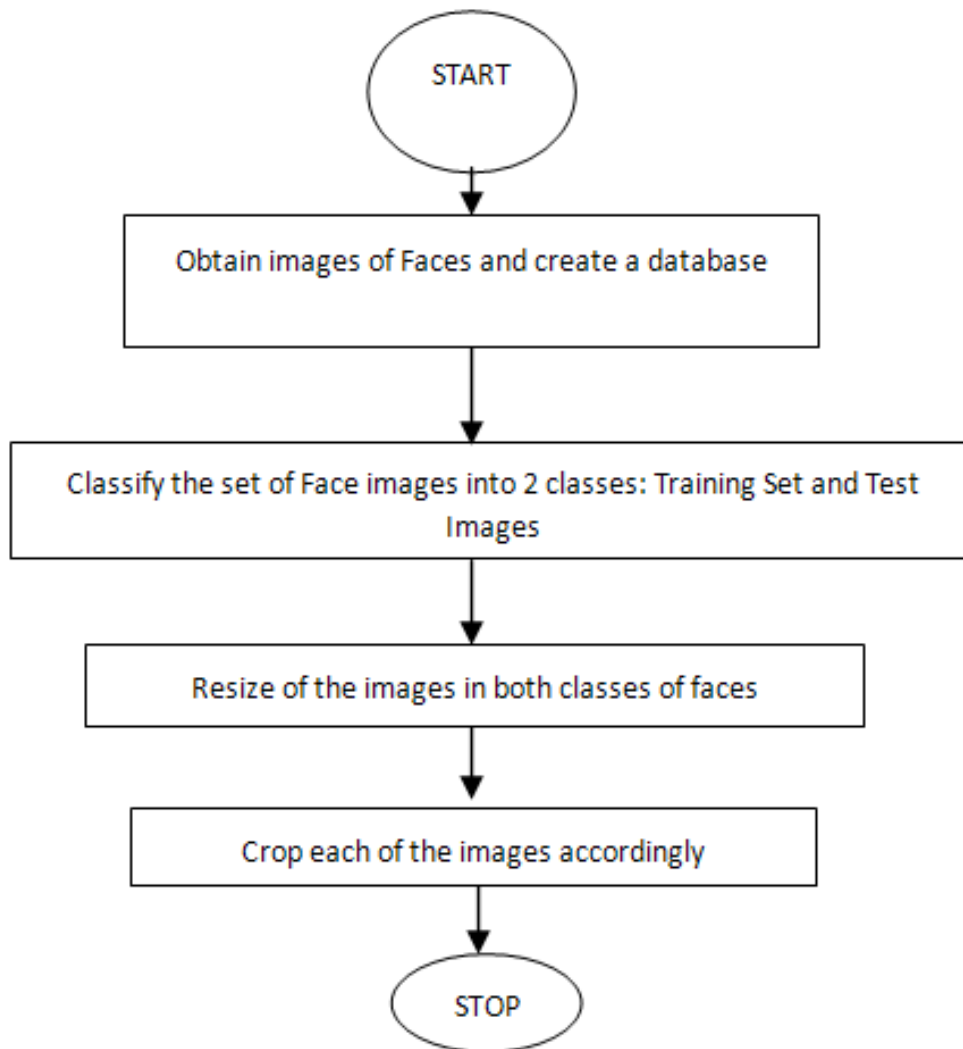 START
Obtain images of Faces and create a database
Classify the set of Face images into 2 classes: Training Set and Test
Images
Resize of the images in both classes of faces
Crop each of the images accordingly
STOP